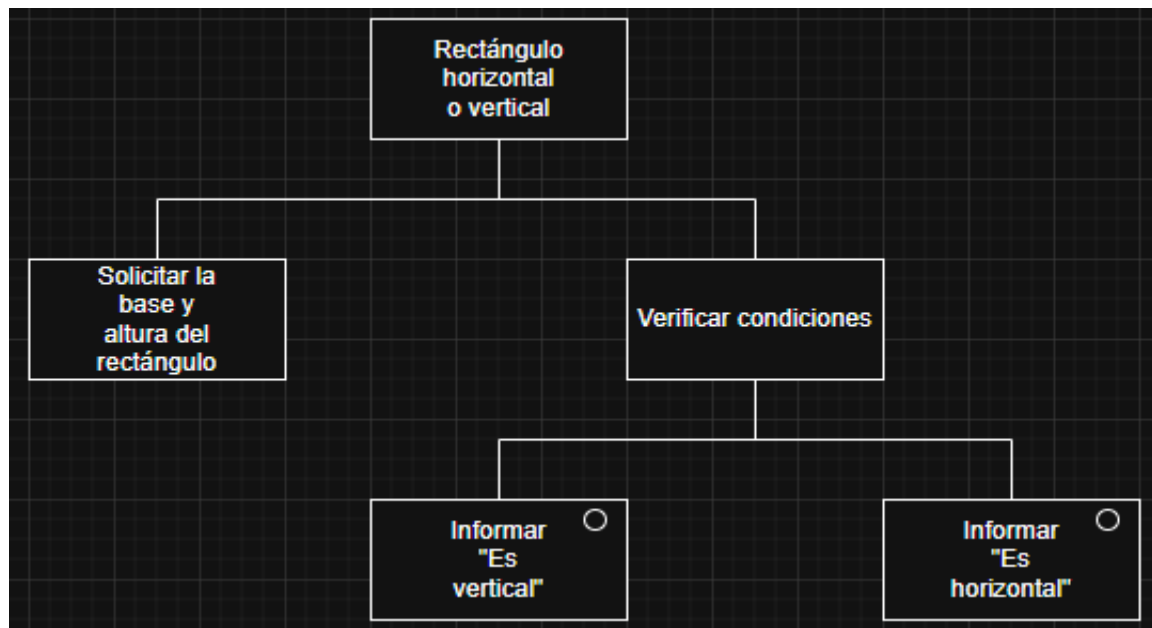 Rectángulo
horizontal
o vertical
Solicitar la
base y
altura del
rectángulo
Verificar condiciones
Informar
"Es
vertical"
Informar
"Es
horizontal"